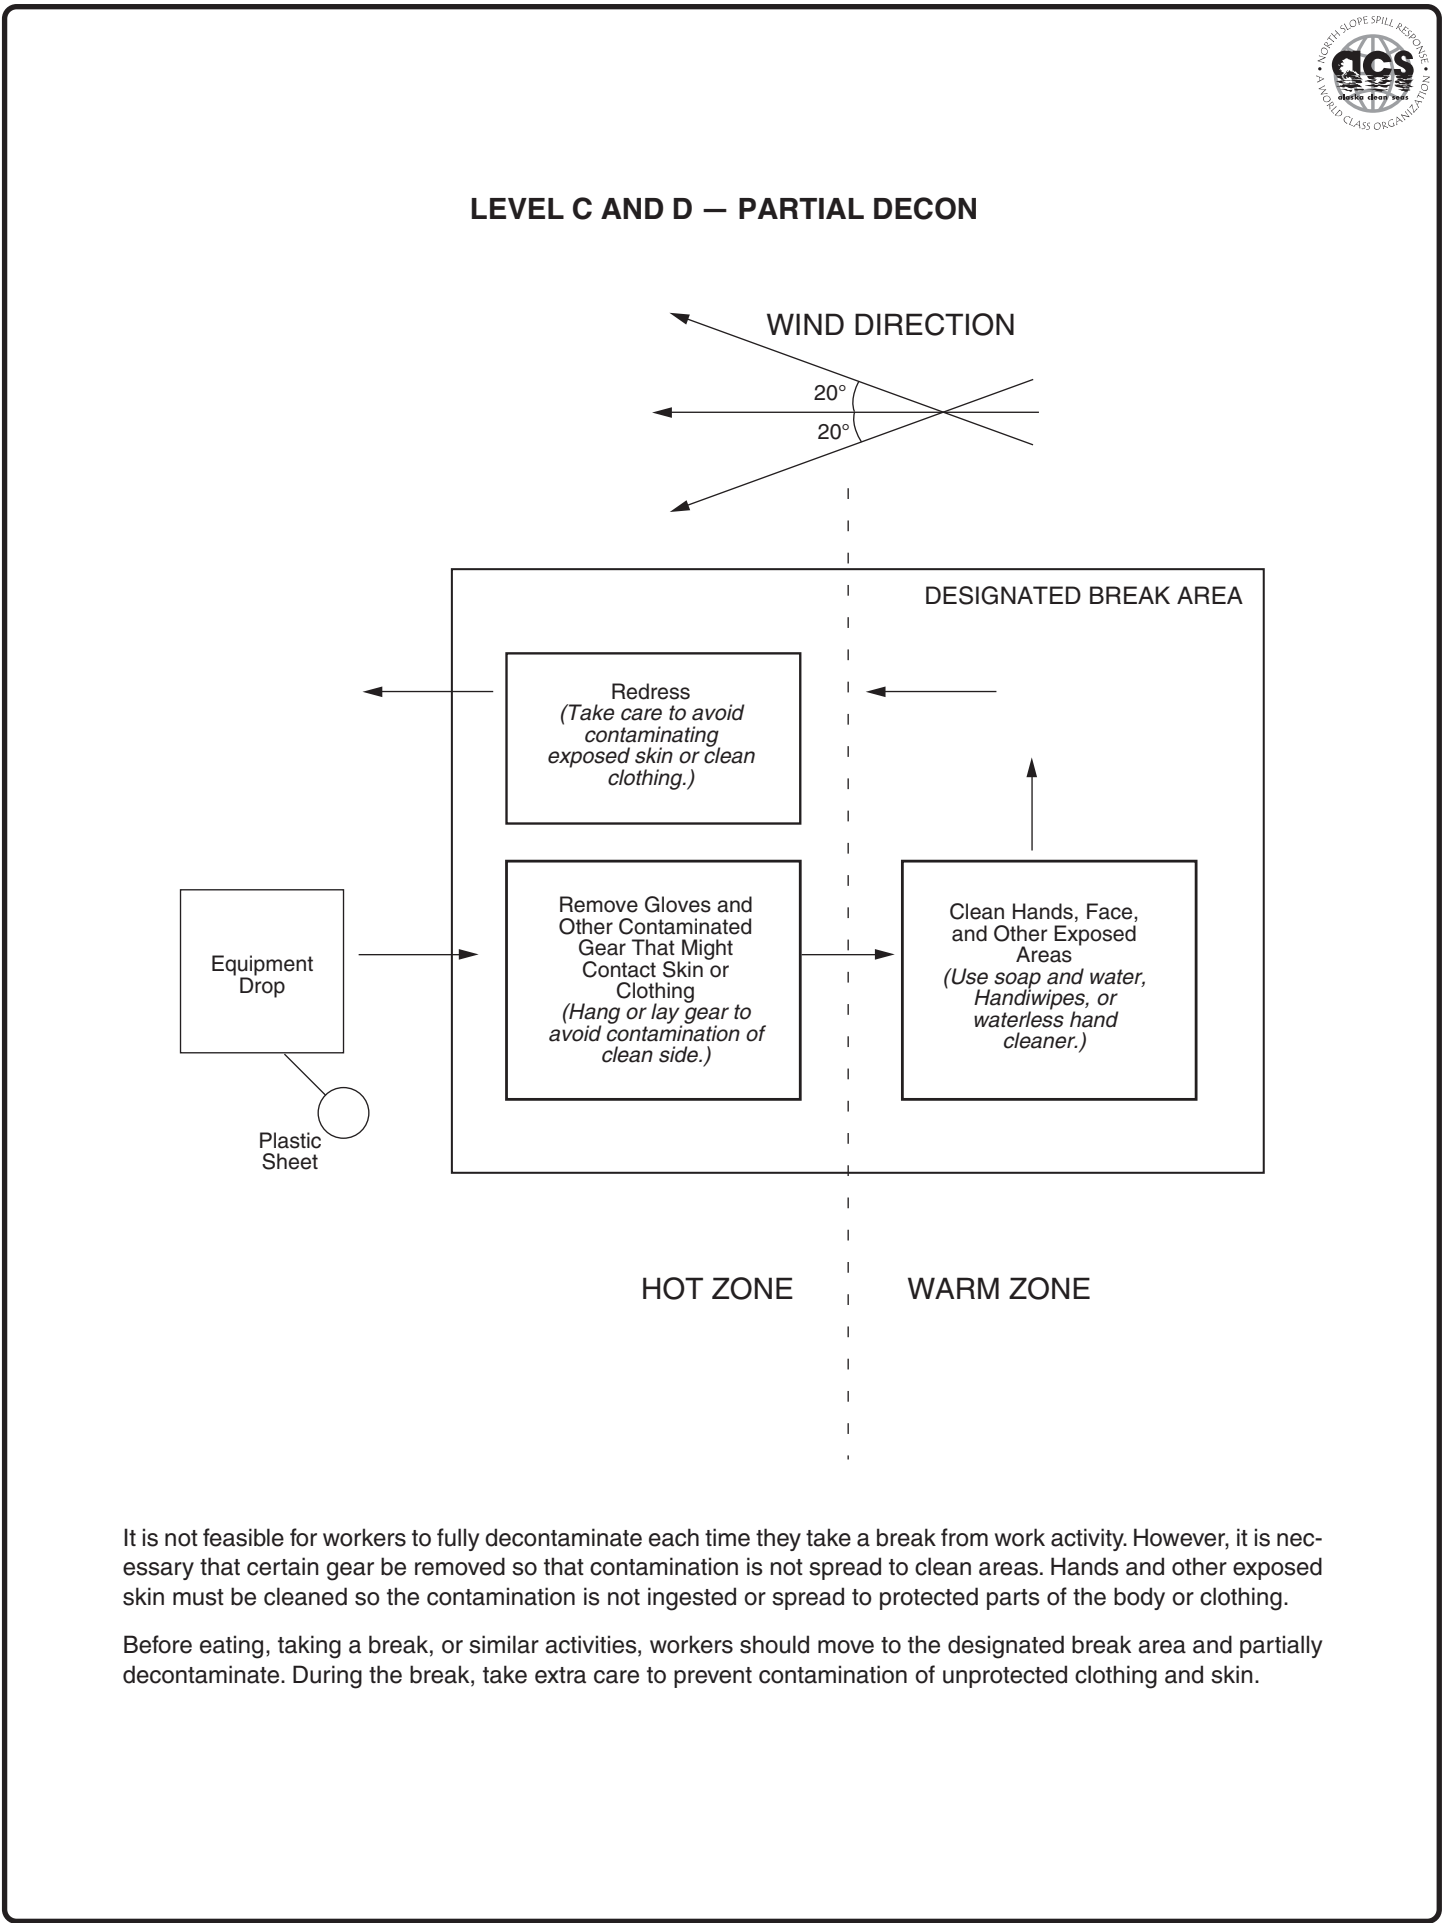 • NORTH SLOPE SPILL RESPONSE •
A WORLD CLASS ORGANIZATION
acs
alaska clean seas
LEVEL C AND D — PARTIAL DECON
WIND DIRECTION
20°
20°
DESIGNATED BREAK AREA
Redress
(Take care to avoid
contaminating
exposed skin or clean
clothing.)
Equipment
Drop
Plastic
Sheet
Remove Gloves and
Other Contaminated
Gear That Might
Contact Skin or
Clothing
(Hang or lay gear to
avoid contamination of
clean side.)
Clean Hands, Face,
and Other Exposed
Areas
(Use soap and water,
Handiwipes, or
waterless hand
cleaner.)
HOT ZONE
WARM ZONE
It is not feasible for workers to fully decontaminate each time they take a break from work activity. However, it is nec-
essary that certain gear be removed so that contamination is not spread to clean areas. Hands and other exposed
skin must be cleaned so the contamination is not ingested or spread to protected parts of the body or clothing.
Before eating, taking a break, or similar activities, workers should move to the designated break area and partially
decontaminate. During the break, take extra care to prevent contamination of unprotected clothing and skin.